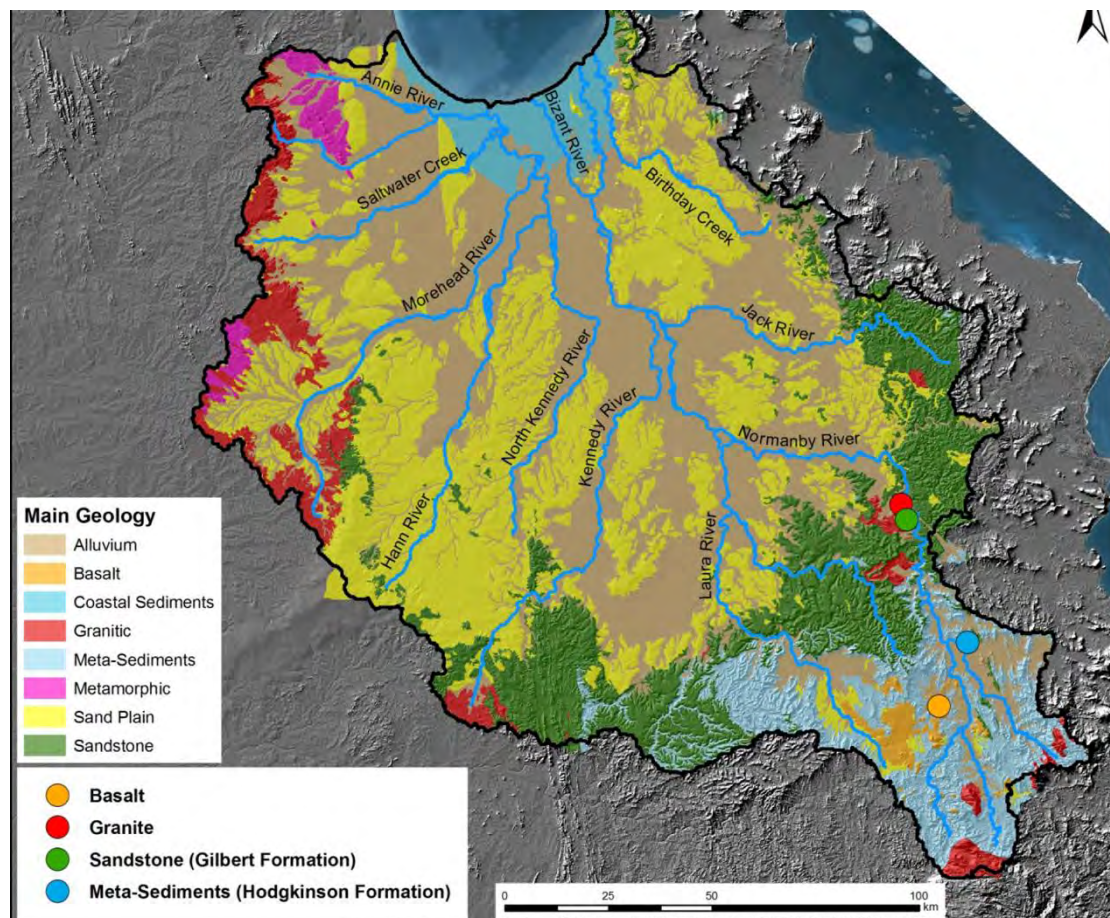 Annie River
Bizant River
Saltwater Creek
Birthday Creek
Morehead River
Jack River
North Kennedy River
Kennedy River
Normanby River
Hann River
Laura River
Main Geology
Alluvium
Basalt
Coastal Sediments
Granitic
Meta-Sediments
Metamorphic
Sand Plain
Sandstone
Basalt
Granite
Sandstone (Gilbert Formation)
Meta-Sediments (Hodgkinson Formation)
0 25 50 100
km